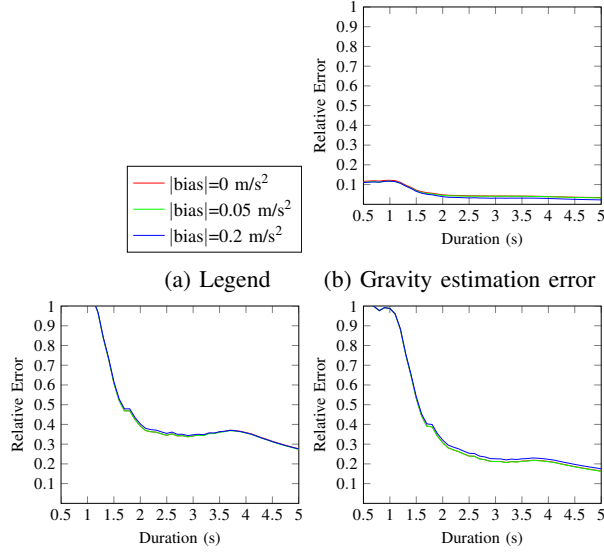 1
0.9
0.8
0.7
0.6
0.5
0.4
0.3
0.2
0.1
Relative Error
0.5 1 1.5 2 2.5 3 3.5 4 4.5 5
Duration (s)
|bias|=0 m/s²
|bias|=0.05 m/s²
|bias|=0.2 m/s²
(a) Legend
(b) Gravity estimation error
1
0.9
0.8
0.7
0.6
0.5
0.4
0.3
0.2
0.1
Relative Error
0.5 1 1.5 2 2.5 3 3.5 4 4.5 5
Duration (s)
1
0.9
0.8
0.7
0.6
0.5
0.4
0.3
0.2
0.1
Relative Error
0.5 1 1.5 2 2.5 3 3.5 4 4.5 5
Duration (s)